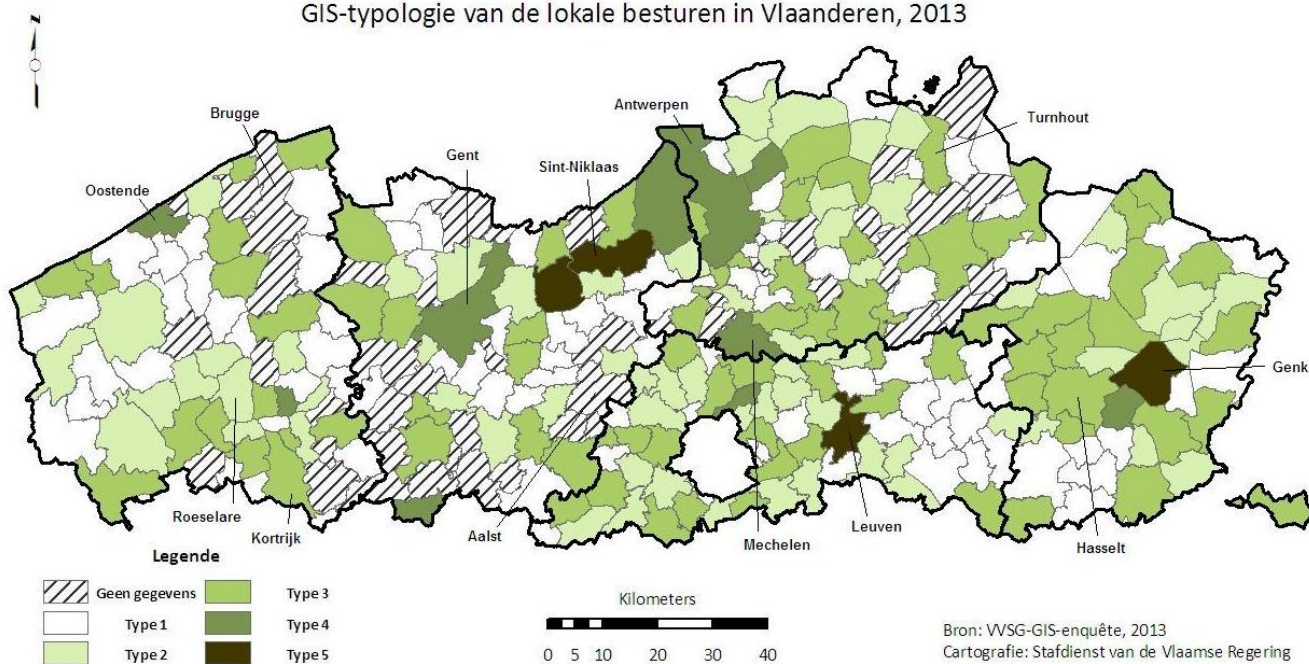 GIS-typologie van de lokale besturen in Vlaanderen, 2013
Antwerpen
Brugge
Turnhout
Gent
Sint-Niklaas
Oostende
Genk
Roeselare
Kortrijk
Aalst
Mechelen
Leuven
Hasselt
Legende
Geen gegevens
Type 3
Type 1
Type 4
Type 2
Type 5
Kilometers
0 5 10 20 30 40
Bron: VVSG-GIS-enquête, 2013
Cartografie: Stafdienst van de Vlaamse Regering